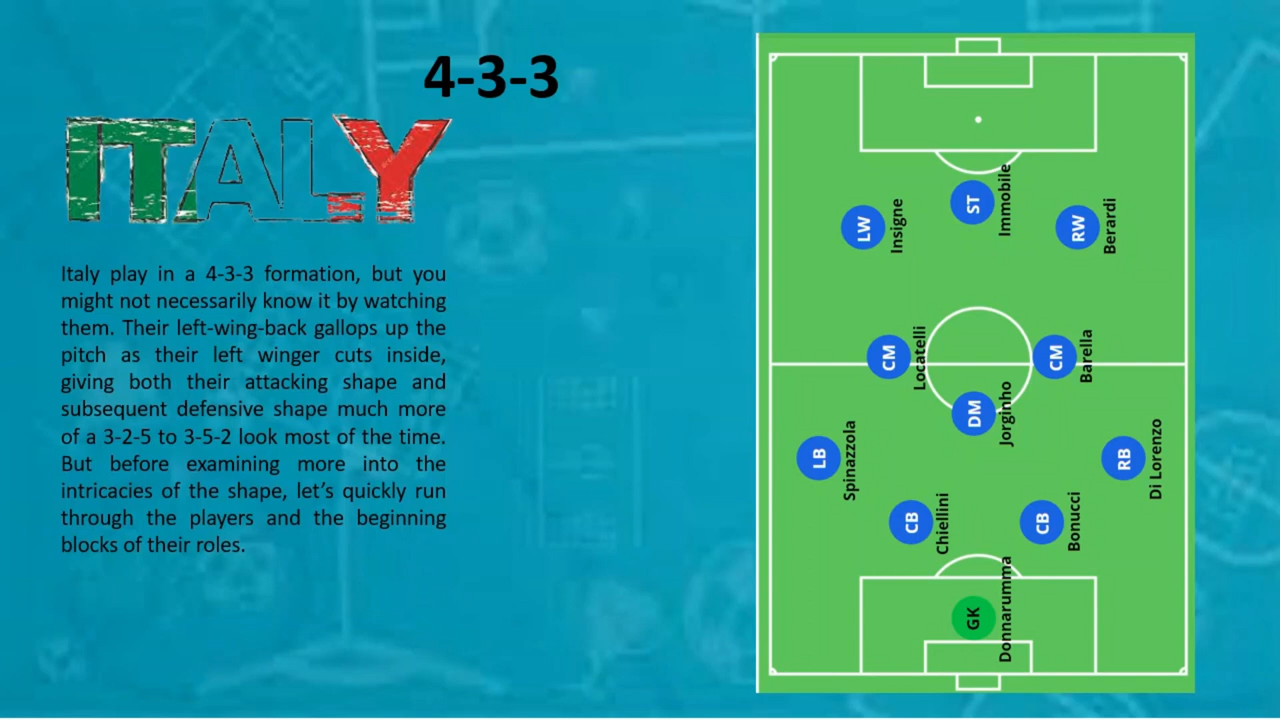 4-3-3
ITALY
Italy play in a 4-3-3 formation, but you
might not necessarily know it by watching
them. Their left-wing-back gallops up the
pitch as their left winger cuts inside,
giving both their attacking shape and
subsequent defensive shape much more
of a 3-2-5 to 3-5-2 look most of the time.
But before examining more into the
intricacies of the shape, let’s quickly run
through the players and the beginning
blocks of their roles.
ST
Immobile
LW
Insigne
RW
Berardi
CM
Locatelli
CM
Barella
DM
Jorginho
LB
Spinazzola
RB
Di Lorenzo
CB
Chiellini
CB
Bonucci
GK
Donnarumma